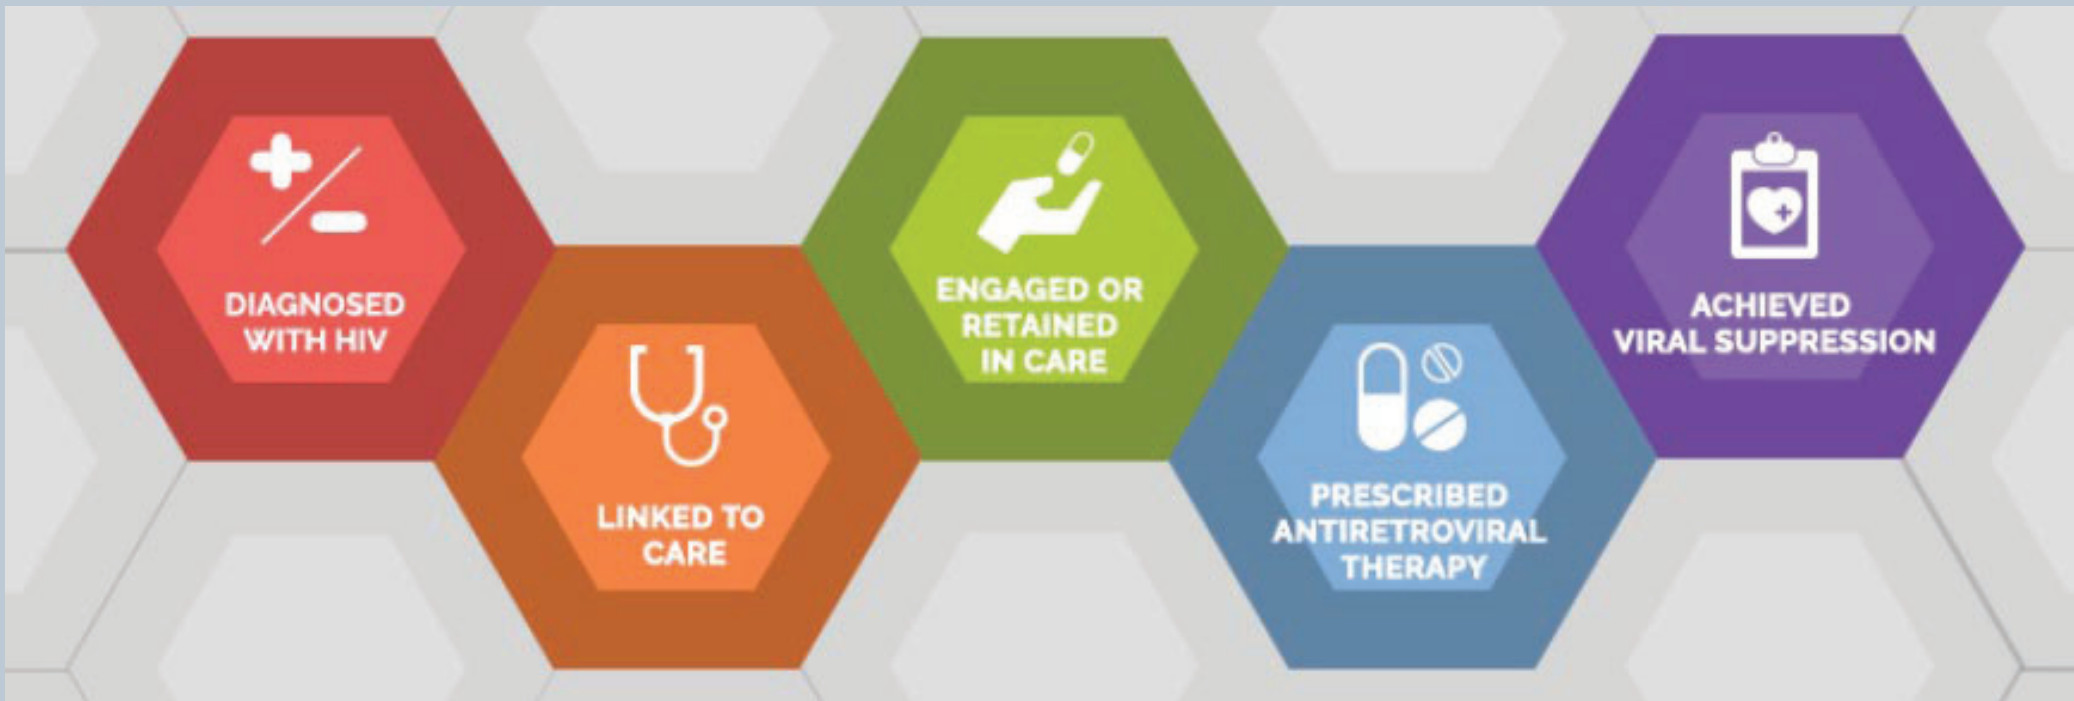 DIAGNOSED
WITH HIV
LINKED TO
CARE
ENGAGED OR
RETAINED
IN CARE
PRESCRIBED
ANTIRETROVIRAL
THERAPY
ACHIEVED
VIRAL SUPPRESSION